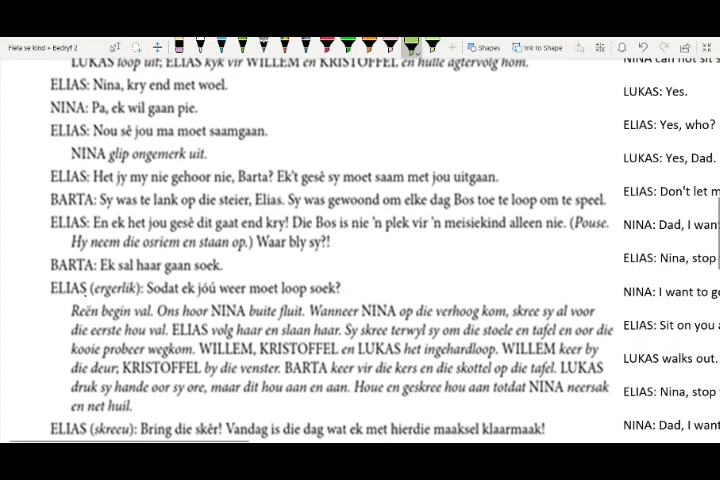 Fiela se kind » Bedryf 2
Shapes
Ink to Shape
LUKAS loop uit; ELIAS kyk vir WILLEM en KRISTOFFEL en hulle agtervolg hom.
ELIAS: Nina, kry end met woel.
NINA: Pa, ek wil gaan pie.
ELIAS: Nou sê jou ma moet saamgaan.
NINA glip ongemerk uit.
ELIAS: Het jy my nie gehoor nie, Barta? Ek't gesê sy moet saam met jou uitgaan.
BARTA: Sy was te lank op die steier, Elias. Sy was gewoond om elke dag Bos toe te loop om te speel.
ELIAS: En ek het jou gesê dit gaat end kry! Die Bos is nie 'n plek vir 'n meisiekind alleen nie. (Pouse.
Hy neem die osriem en staan op.) Waar bly sy?!
BARTA: Ek sal haar gaan soek.
ELIAS (ergerlik): Sodat ek jóú weer moet loop soek?
Reën begin val. Ons hoor NINA buite fluit. Wanneer NINA op die verhoog kom, skree sy al voor
die eerste hou val. ELIAS volg haar en slaan haar. Sy skree terwyl sy om die stoele en tafel en oor die
kooie probeer wegkom. WILLEM, KRISTOFFEL en LUKAS het ingehardloop. WILLEM keer by
die deur; KRISTOFFEL by die venster. BARTA keer vir die kers en die skottel op die tafel. LUKAS
druk sy hande oor sy ore, maar dit hou aan en aan. Houe en geskree hou aan totdat NINA neersak
en net huil.
ELIAS (skreeu): Bring die skêr! Vandag is die dag wat ek met hierdie maaksel klaarmaak!
NINA can not sit s
LUKAS: Yes.
ELIAS: Yes, who?
LUKAS: Yes, Dad.
ELIAS: Don't let m
NINA: Dad, I want
ELIAS: Nina, stop
NINA: I want to go
ELIAS: Sit on you a
LUKAS walks out.
ELIAS: Nina, stop
NINA: Dad, I want